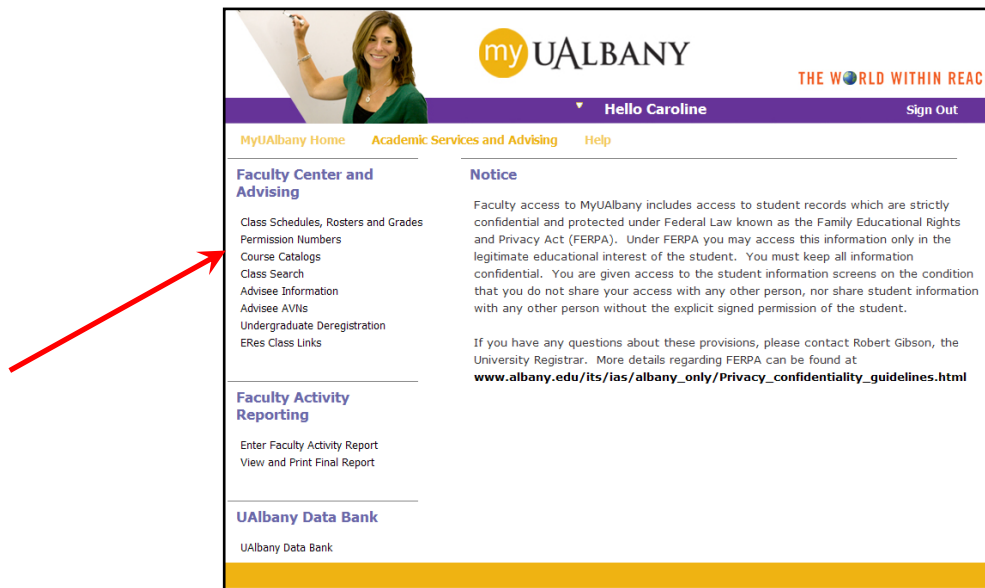 my UALBANY
THE WORLD WITHIN REAC
Hello Caroline
Sign Out
MyUAlbany Home
Academic Services and Advising
Help
Faculty Center and
Advising
Class Schedules, Rosters and Grades
Permission Numbers
Course Catalogs
Class Search
Advisee Information
Advisee AVNs
Undergraduate Deregistration
ERes Class Links
Faculty Activity
Reporting
Enter Faculty Activity Report
View and Print Final Report
UAlbany Data Bank
UAlbany Data Bank
Notice
Faculty access to MyUAlbany includes access to student records which are strictly
confidential and protected under Federal Law known as the Family Educational Rights
and Privacy Act (FERPA). Under FERPA you may access this information only in the
legitimate educational interest of the student. You must keep all information
confidential. You are given access to the student information screens on the condition
that you do not share your access with any other person, nor share student information
with any other person without the explicit signed permission of the student.
If you have any questions about these provisions, please contact Robert Gibson, the
University Registrar. More details regarding FERPA can be found at
www.albany.edu/its/ias/albany_only/Privacy_confidentiality_guidelines.html